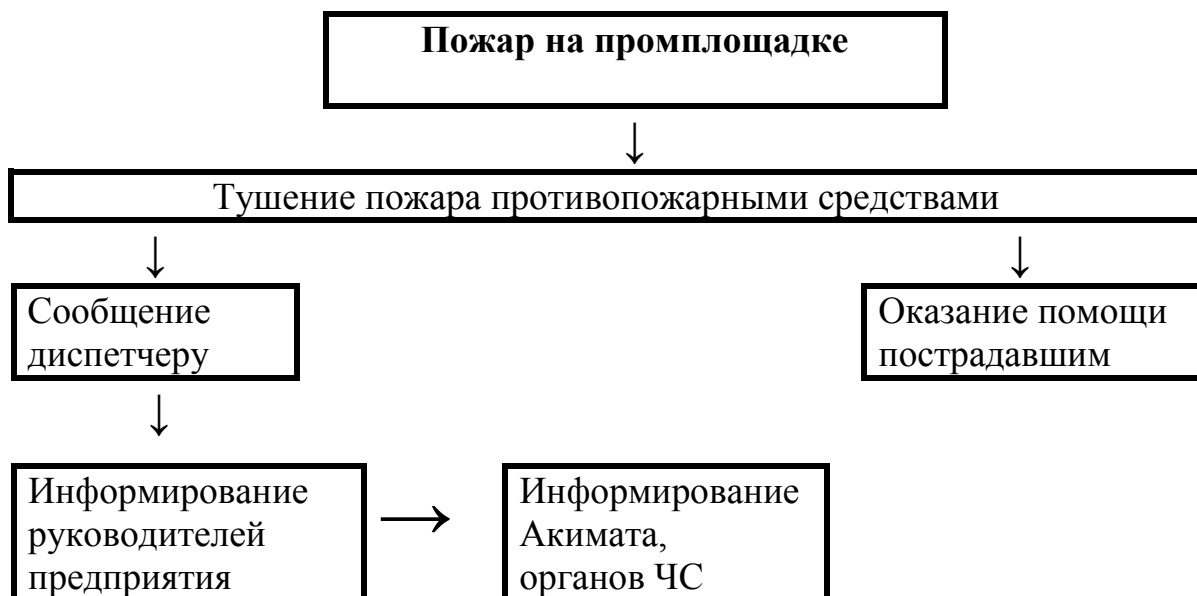 Пожар на промплощадке
Тушение пожара противопожарными средствами
Сообщение
диспетчеру
Оказание помощи
пострадавшим
Информирование
руководителей
предприятия
Информирование
Акимата,
органов ЧС